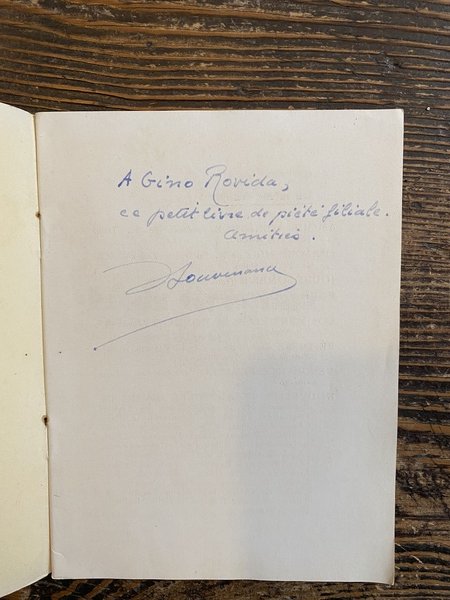 A Gino Rovida,
ce petit livre de piété filiale.
Amitiés.